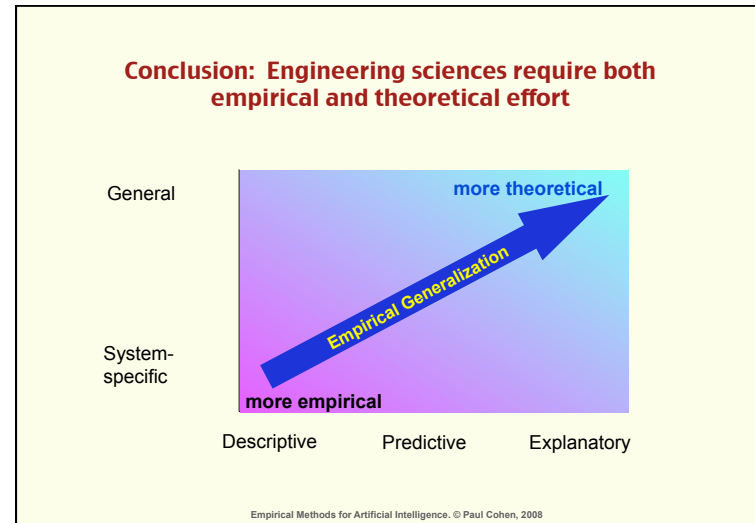 Conclusion: Engineering sciences require both
empirical and theoretical effort
General
more theoretical
Empirical Generalization
System-
specific
more empirical
Descriptive
Predictive
Explanatory
Empirical Methods for Artificial Intelligence. © Paul Cohen, 2008